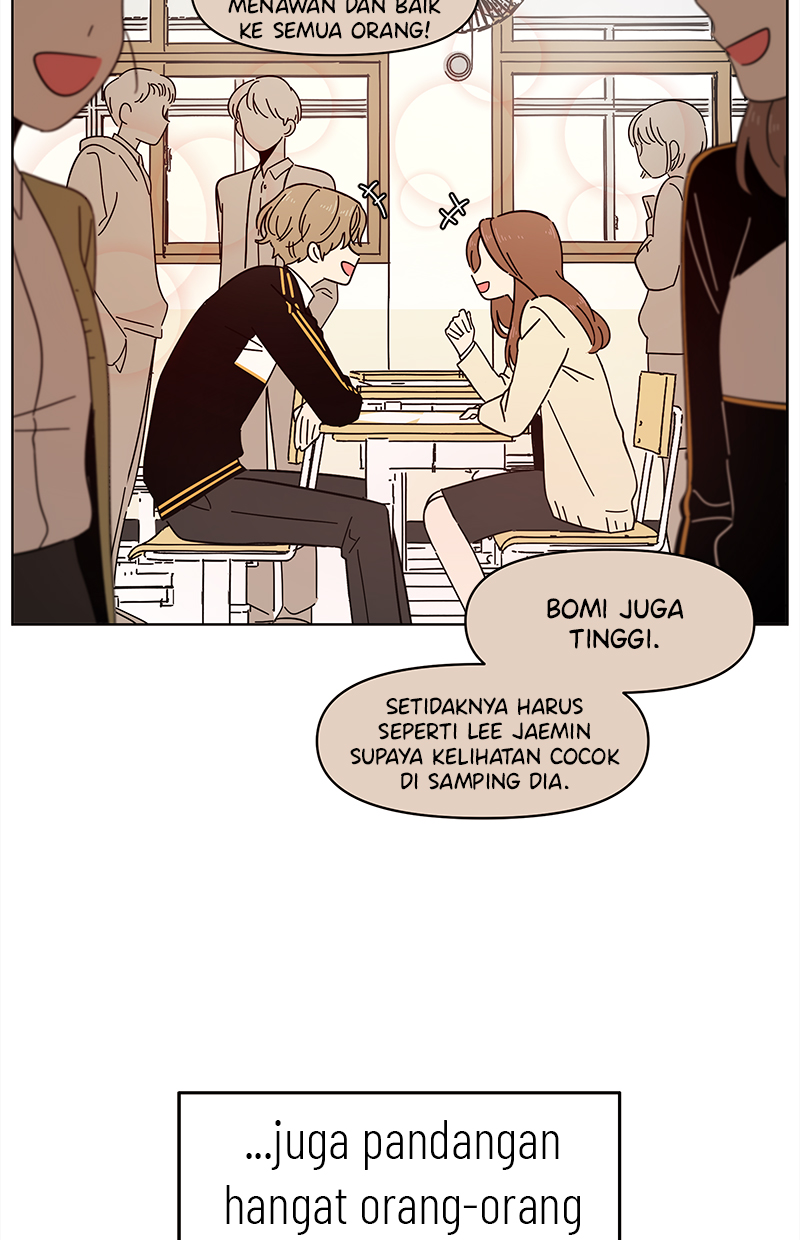 MENAWAN DAN BAIK
KE SEMUA ORANG!
BOMI JUGA
TINGGI.
SETIDAKNYA HARUS
SEPERTI LEE JAEMIN
SUPAYA KELIHATAN COCOK
DI SAMPING DIA.
...juga pandangan
hangat orang-orang